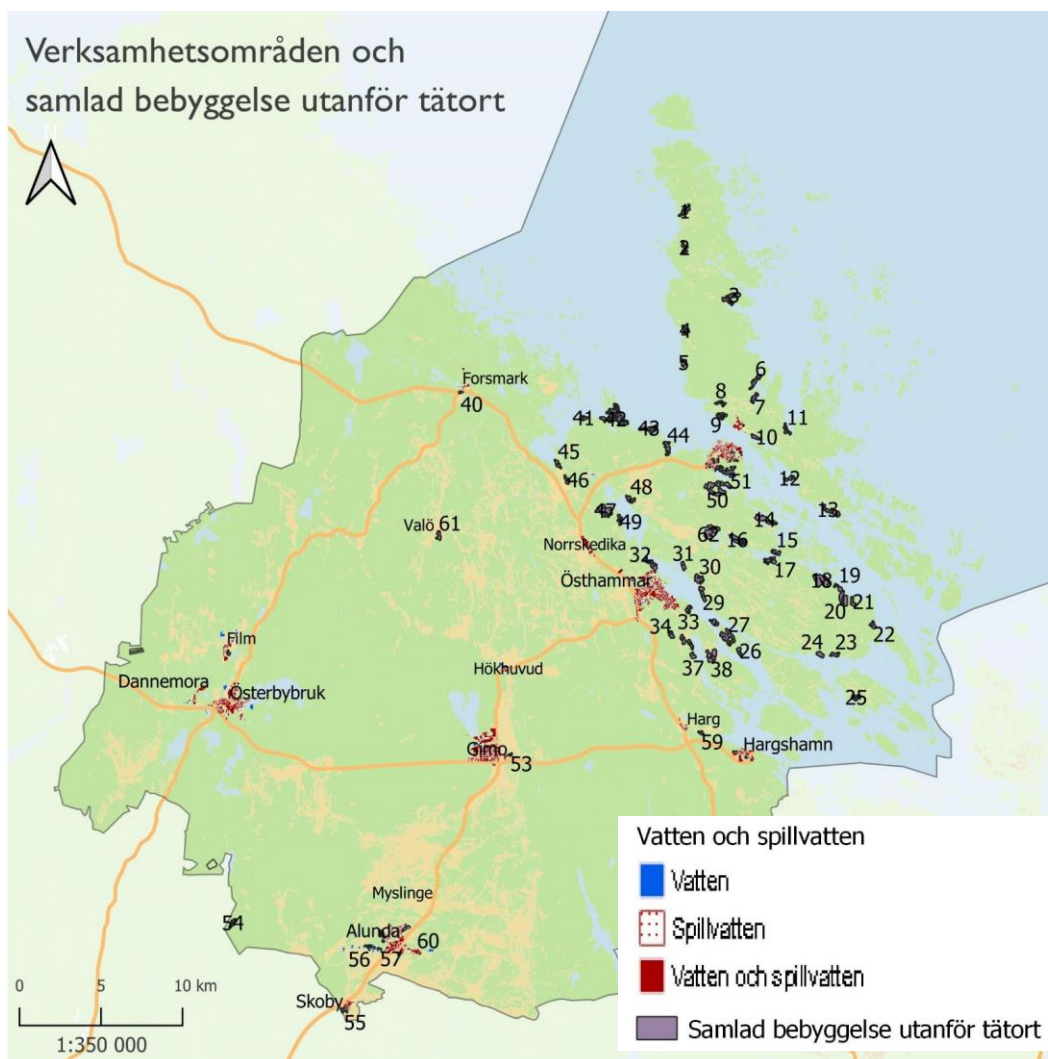 Verksamhetsområden och
samlad bebyggelse utanför tätort
N
1
2
3
4
5
6
7
8
9
10
11
Forsmark
40
41
42
43
44
45
46
12
51
50
13
14
48
47
49
Valö 61
62
16
15
17
Norrskedika
32
31
30
Östhammar
29
18
19
20
21
22
33
34
27
26
37
38
24
23
25
Film
Dannemora
Österbybruk
Hökhuvud
Harg
59
Hargshamn
Gimo
53
Myslinge
54
Alunda
60
56
57
Skoby
55
0 5 10 km
1:350 000
Vatten och spillvatten
Vatten
Spillvatten
Vatten och spillvatten
Samlad bebyggelse utanför tätort